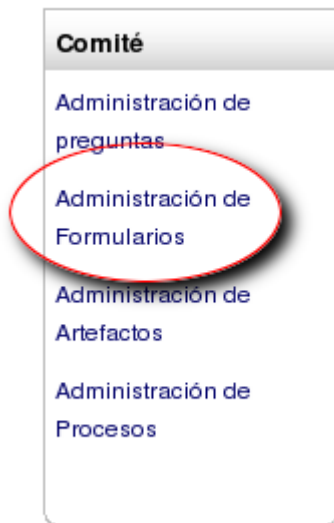 Comité
Administración de
preguntas
Administración de
Formularios
Administración de
Artefactos
Administración de
Procesos